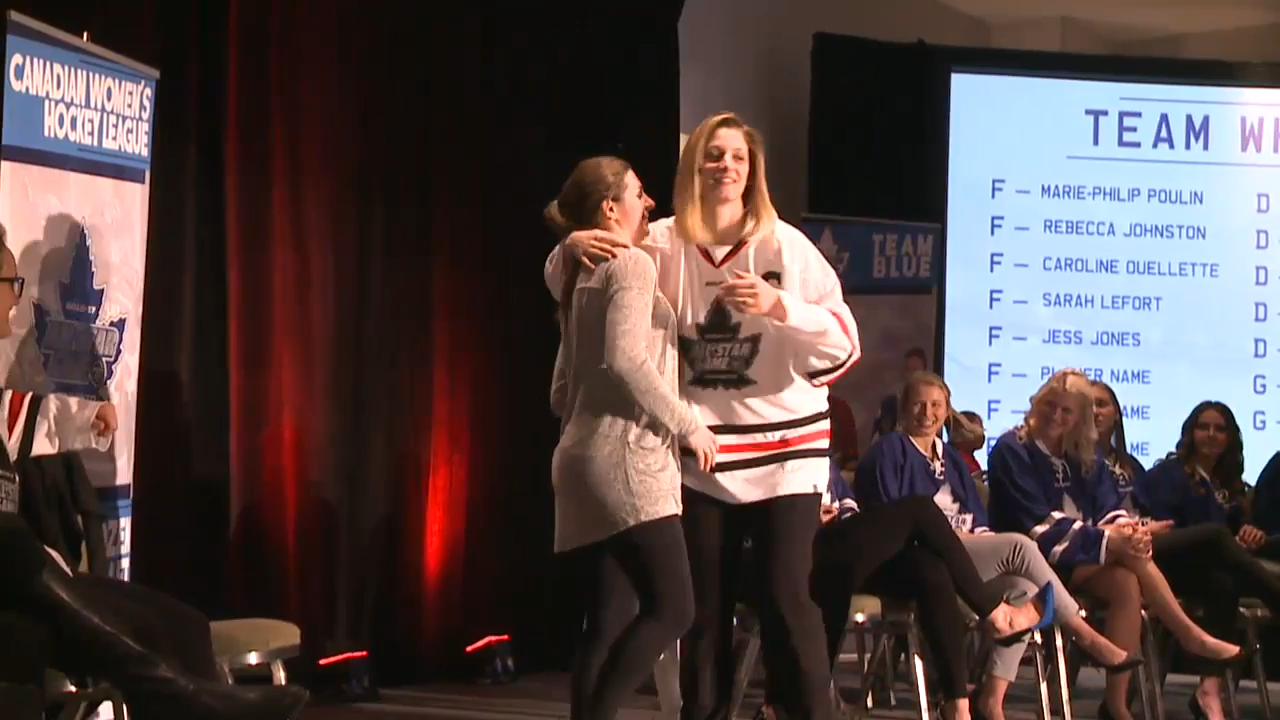 CANADIAN WOMEN'S
HOCKEY LEAGUE
TEAM
BLUE
TEAM
F – MARIE-PHILIP POULIN
D
F – REBECCA JOHNSTON
D
F – CAROLINE OUELLETTE
D
F – SARAH LEFORT
D
F – JESS JONES
D
F – NAME
G
F –
G